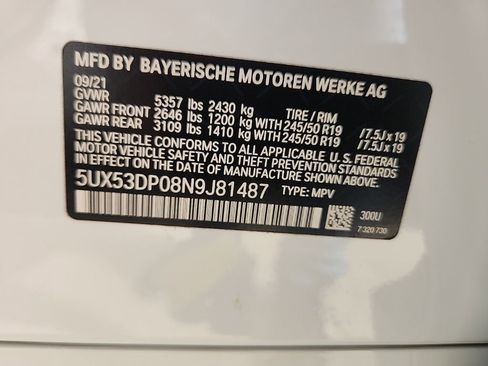 MFD BY BAYERISCHE MOTOREN WERKE AG
09/21
GVWR 5357 lbs 2430 kg TIRE / RIM
GAWR FRONT 2646 lbs 1200 kg WITH 245/50 R19 / 7.5J x 19
GAWR REAR 3109 lbs 1410 kg WITH 245/50 R19 / 7.5J x 19
THIS VEHICLE CONFORMS TO ALL APPLICABLE U.S. FEDERAL
MOTOR VEHICLE SAFETY, BUMPER, AND THEFT PREVENTION
STANDARDS IN EFFECT ON THE DATE OF MANUFACTURE SHOWN ABOVE.
5UX53DP08N9J81487 TYPE: MPV
300U
7 320 730